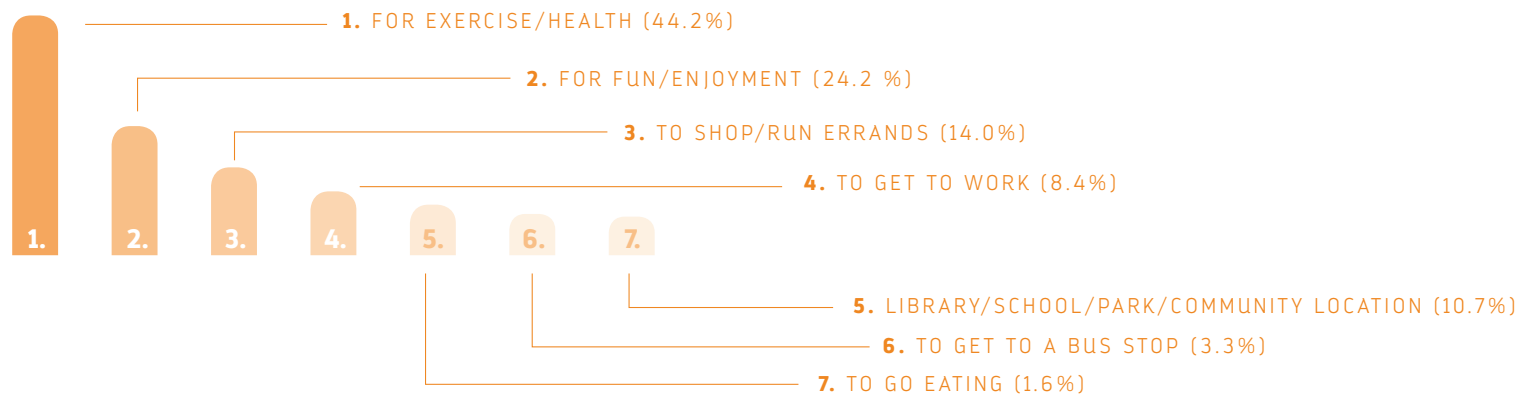 1. FOR EXERCISE/HEALTH (44.2%)
2. FOR FUN/ENJOYMENT (24.2 %)
3. TO SHOP/RUN ERRANDS (14.0%)
4. TO GET TO WORK (8.4%)
1. 2. 3. 4. 5. 6. 7.
5. LIBRARY/SCHOOL/PARK/COMMUNITY LOCATION (10.7%)
6. TO GET TO A BUS STOP (3.3%)
7. TO GO EATING (1.6%)